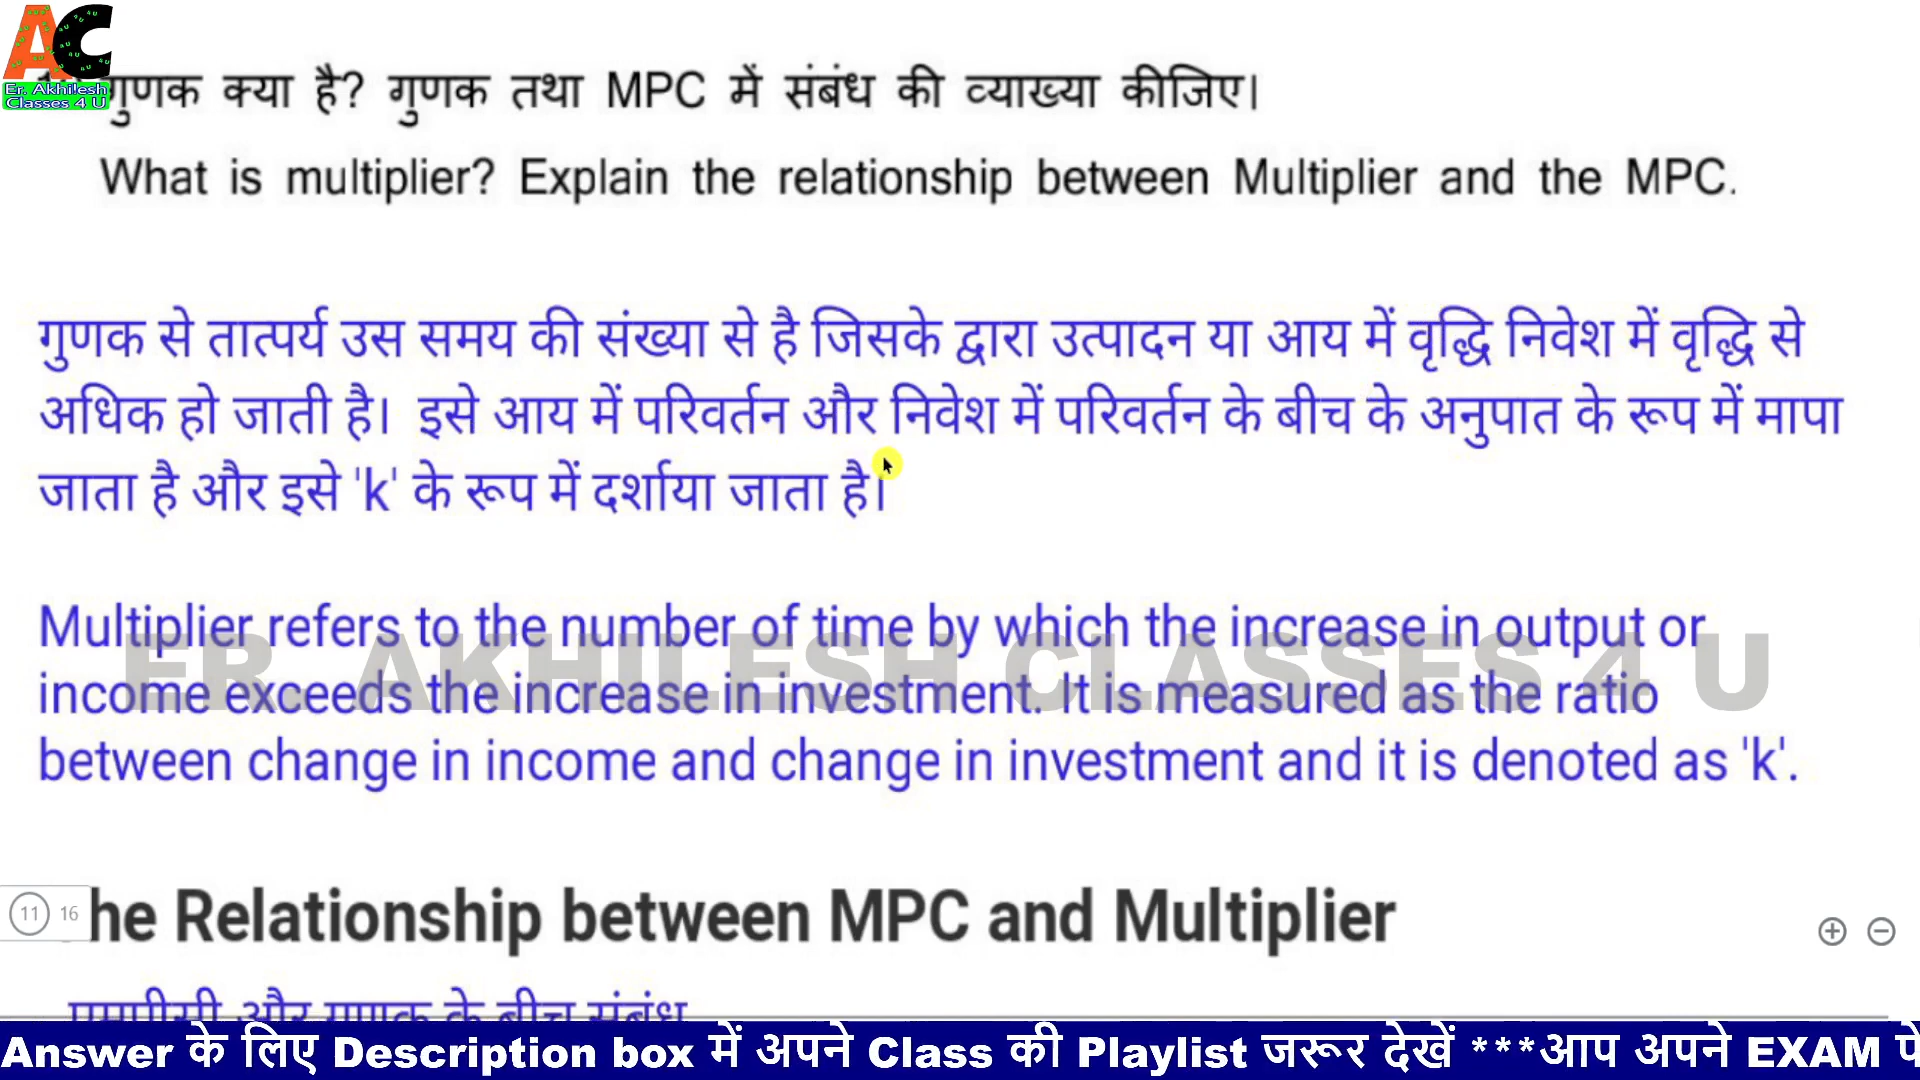 AC
Er. Akhilesh
Classes 4 U
गुणक क्या है? गुणक तथा MPC में संबंध की व्याख्या कीजिए।
What is multiplier? Explain the relationship between Multiplier and the MPC.
गुणक से तात्पर्य उस समय की संख्या से है जिसके द्वारा उत्पादन या आय में वृद्धि निवेश में वृद्धि से
अधिक हो जाती है। इसे आय में परिवर्तन और निवेश में परिवर्तन के बीच के अनुपात के रूप में मापा
जाता है और इसे 'k' के रूप में दर्शाया जाता है।
Multiplier refers to the number of time by which the increase in output or
ER. AKHILESH CLASSES 4 U
income exceeds the increase in investment. It is measured as the ratio
between change in income and change in investment and it is denoted as 'k'.
he Relationship between MPC and Multiplier
11 16
एमपीसी और गुणक के बीच संबंध
Answer के लिए Description box में अपने Class की Playlist जरूर देखें ***आप अपने EXAM